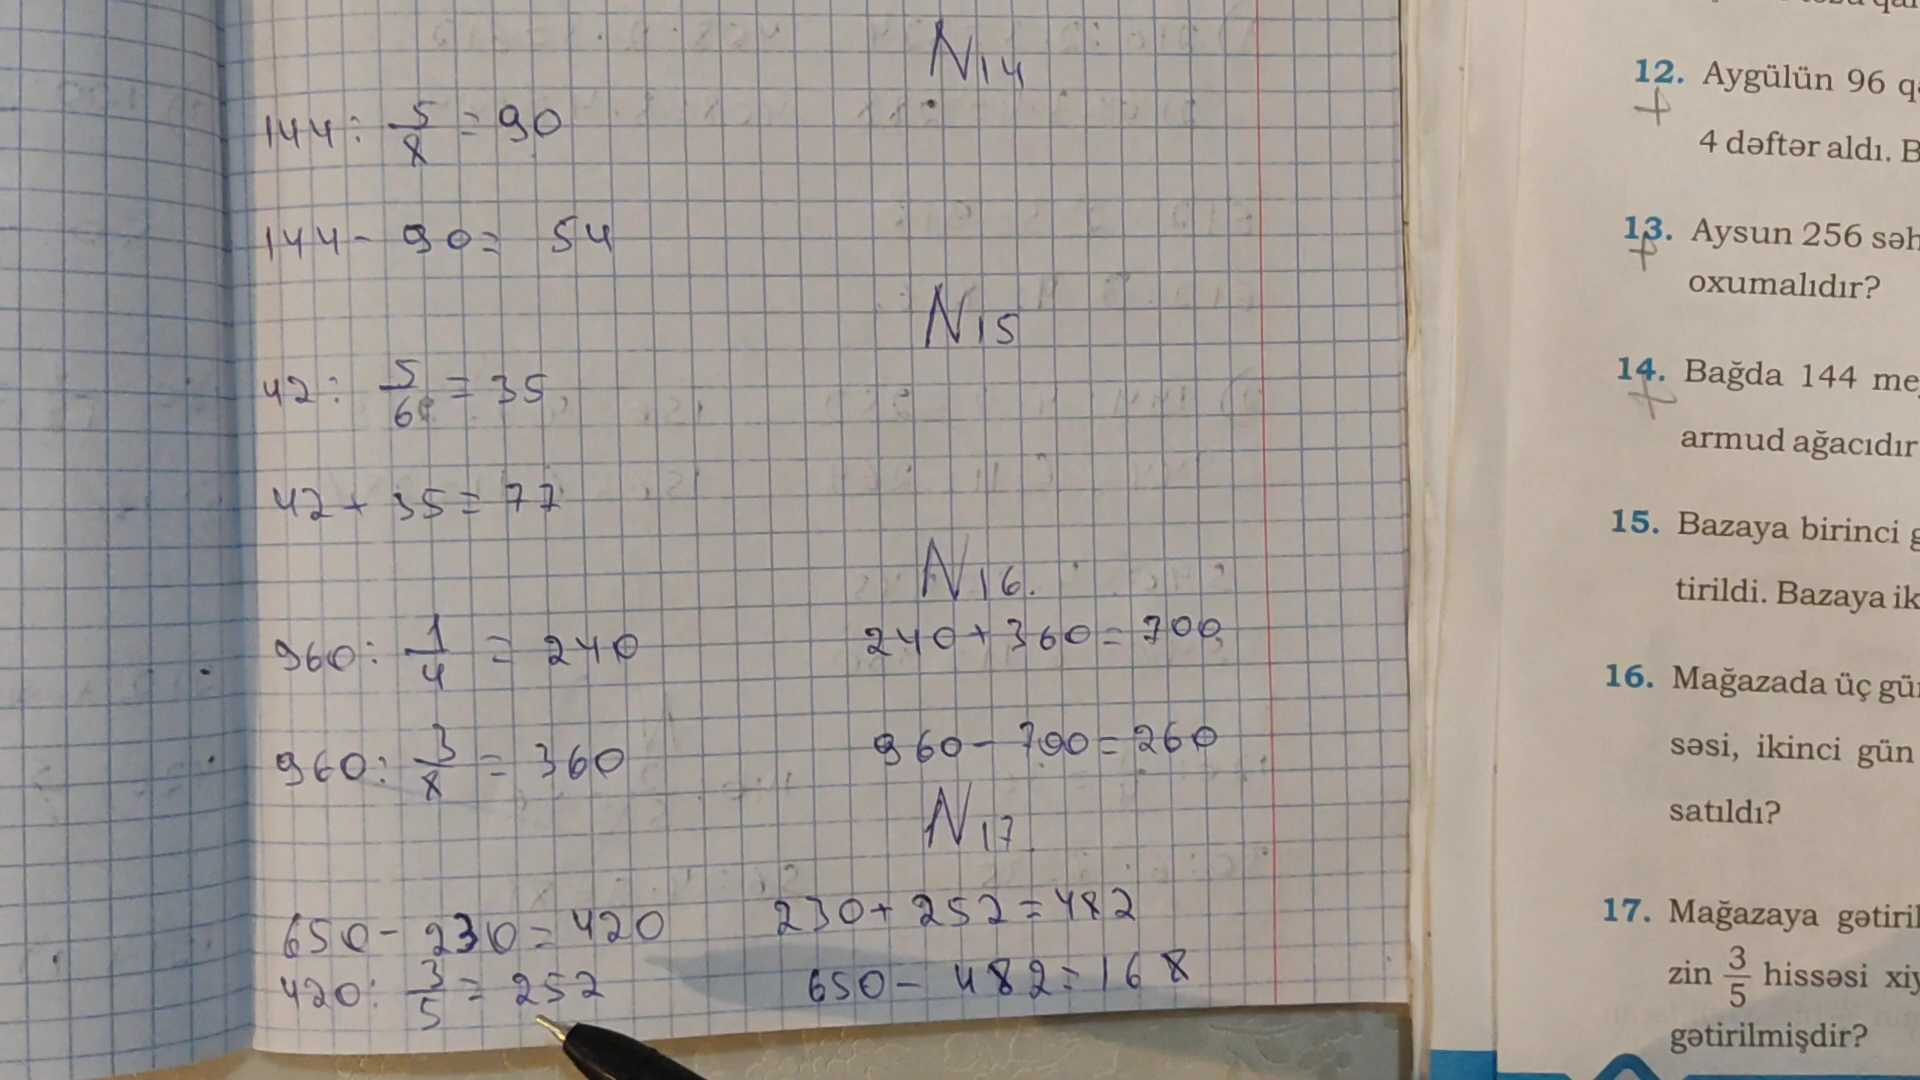 N14
144 : 5/8 = 90
144 - 90 = 54
N15
42 : 5/6 = 35
42 + 35 = 77
N16.
960 : 1/4 = 240
240 + 360 = 700
960 : 3/8 = 360
960 - 700 = 260
N17
650 - 230 = 420
230 + 252 = 482
420 : 3/5 = 252
650 - 482 = 168
12. Aygülün 96
+
4 dəftər aldı.
13. Aysun 256
+
oxumalıdır?
14. Bağda 144
+
armud ağacıdır
15. Bazaya birinci
tirildi. Bazaya
16. Mağazada üç
səsi, ikinci gün
satıldı?
17. Mağazaya
zin 3/5 hissəsi
gətirilmişdir?